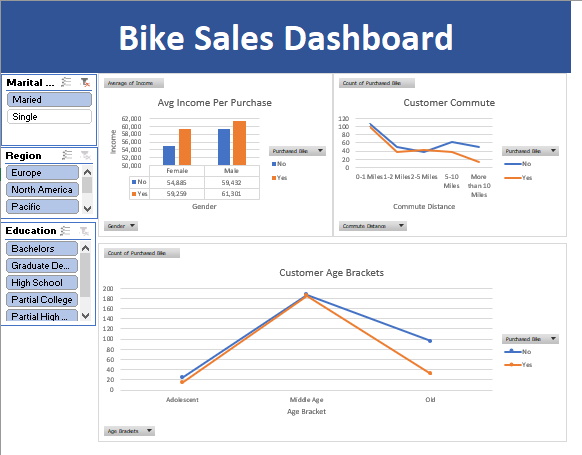 Bike Sales Dashboard
Marital ...
Maried
Single
Region
Europe
North America
Pacific
Education
Bachelors
Graduate De...
High School
Partial College
Partial High ...
Average of Income
Avg Income Per Purchase
62,000
60,000
58,000
56,000
54,000
52,000
50,000
Income
Female Male
No 54,885 59,432
Yes 59,259 61,301
Gender
Purchased Bike
No
Yes
Gender
Count of Purchased Bike
Customer Commute
120
100
80
60
40
20
0
0-1 Miles 1-2 Miles 2-5 Miles 5-10 Miles More than 10 Miles
Commute Distance
Purchased Bike
No
Yes
Commute Distance
Count of Purchased Bike
Customer Age Brackets
200
180
160
140
120
100
80
60
40
20
0
Adolescent Middle Age Old
Age Bracket
Purchased Bike
No
Yes
Age Brackets